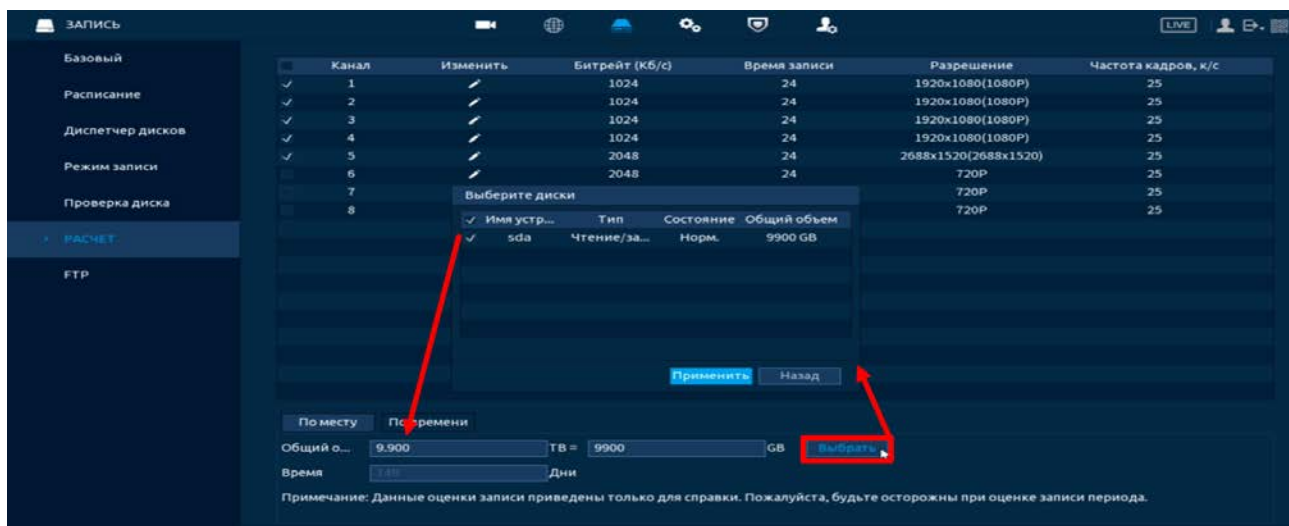 ЗАПИСЬ LIVE
Базовый
Расписание
Диспетчер дисков
Режим записи
Проверка диска
РАСЧЕТ
FTP
Канал Изменить Битрейт (Кб/с) Время записи Разрешение Частота кадров, к/с
1 1024 24 1920x1080(1080P) 25
2 1024 24 1920x1080(1080P) 25
3 1024 24 1920x1080(1080P) 25
4 1024 24 1920x1080(1080P) 25
5 2048 24 2688x1520(2688x1520) 25
6 2048 24 720P 25
7 720P 25
8 720P 25
Выберите диски
Имя устр... Тип Состояние Общий объем
sda Чтение/за... Норм. 9900 GB
Применить Назад
По месту По времени
Общий о... 9.900 TB = 9900 GB Выбрать
Время Дни
Примечание: Данные оценки записи приведены только для справки. Пожалуйста, будьте осторожны при оценке записи периода.